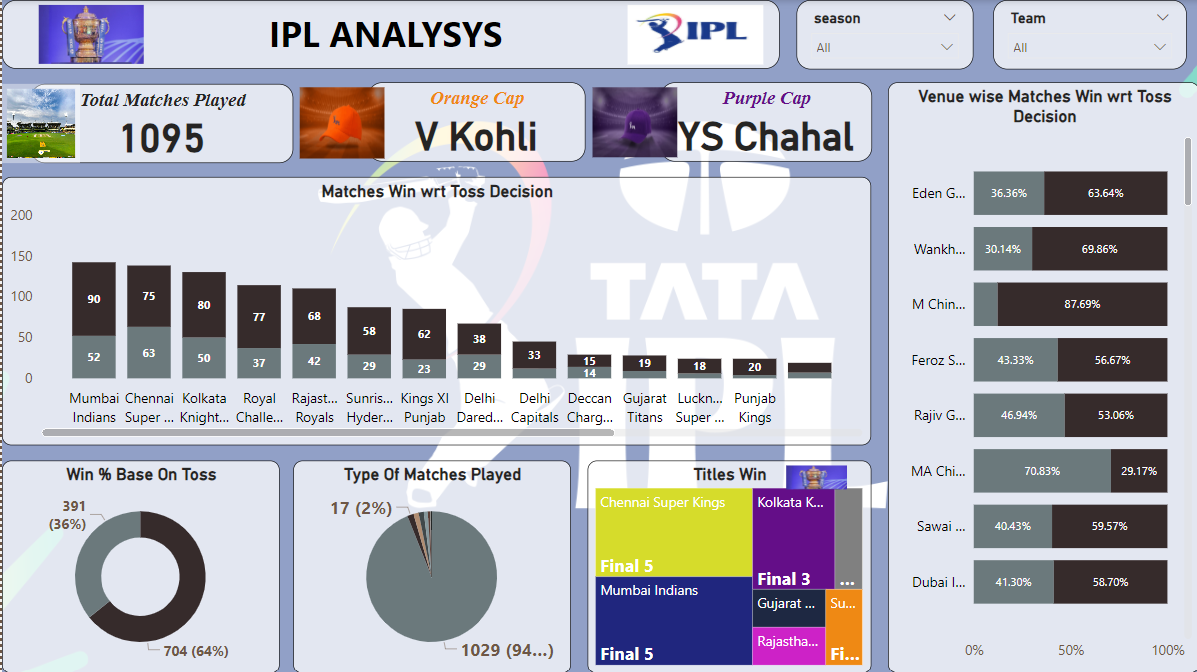 IPL ANALYSYS
IPL
season
All
Team
All
Total Matches Played
1095
Orange Cap
V Kohli
Purple Cap
YS Chahal
Matches Win wrt Toss Decision
200
150
100
50
0
90 75 80 77 68 58 62 38 33 15 19 18 20
52 63 50 37 42 29 23 29 14
Mumbai Indians
Chennai Super ...
Kolkata Knight...
Royal Challe...
Rajast... Royals
Sunris... Hyder...
Kings XI Punjab
Delhi Dared...
Delhi Capitals
Deccan Charg...
Gujarat Titans
Luckn... Super ...
Punjab Kings
TATA
IPL
Venue wise Matches Win wrt Toss
Decision
Eden G... 36.36% 63.64%
Wankh... 30.14% 69.86%
M Chin... 87.69%
Feroz S... 43.33% 56.67%
Rajiv G... 46.94% 53.06%
MA Chi... 70.83% 29.17%
Sawai ... 40.43% 59.57%
Dubai I... 41.30% 58.70%
0% 50% 100%
Win % Base On Toss
391
(36%)
704 (64%)
Type Of Matches Played
17 (2%)
1029 (94...)
Titles Win
Chennai Super Kings
Final 5
Mumbai Indians
Final 5
Kolkata K...
Final 3
...
Gujarat ...
Rajastha...
Su...
Fi...